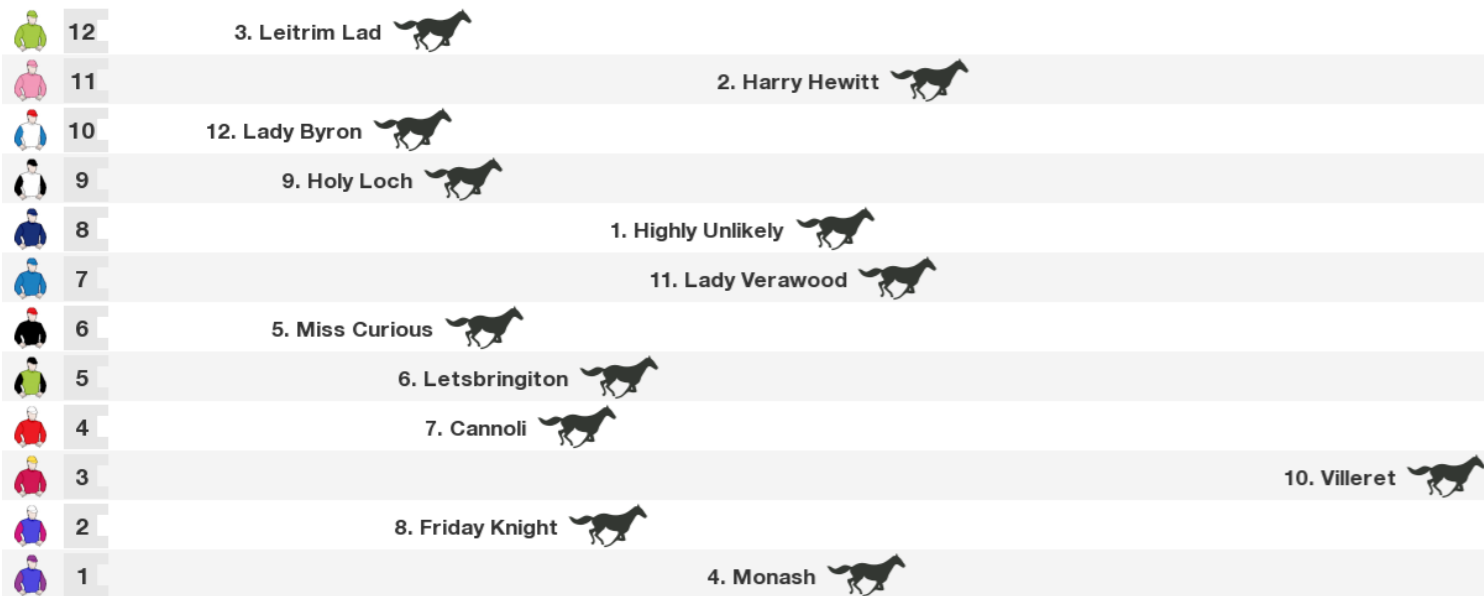 12 3. Leitrim Lad
11 2. Harry Hewitt
10 12. Lady Byron
9 9. Holy Loch
8 1. Highly Unlikely
7 11. Lady Verawood
6 5. Miss Curious
5 6. Letsbringiton
4 7. Cannoli
3 10. Villeret
2 8. Friday Knight
1 4. Monash